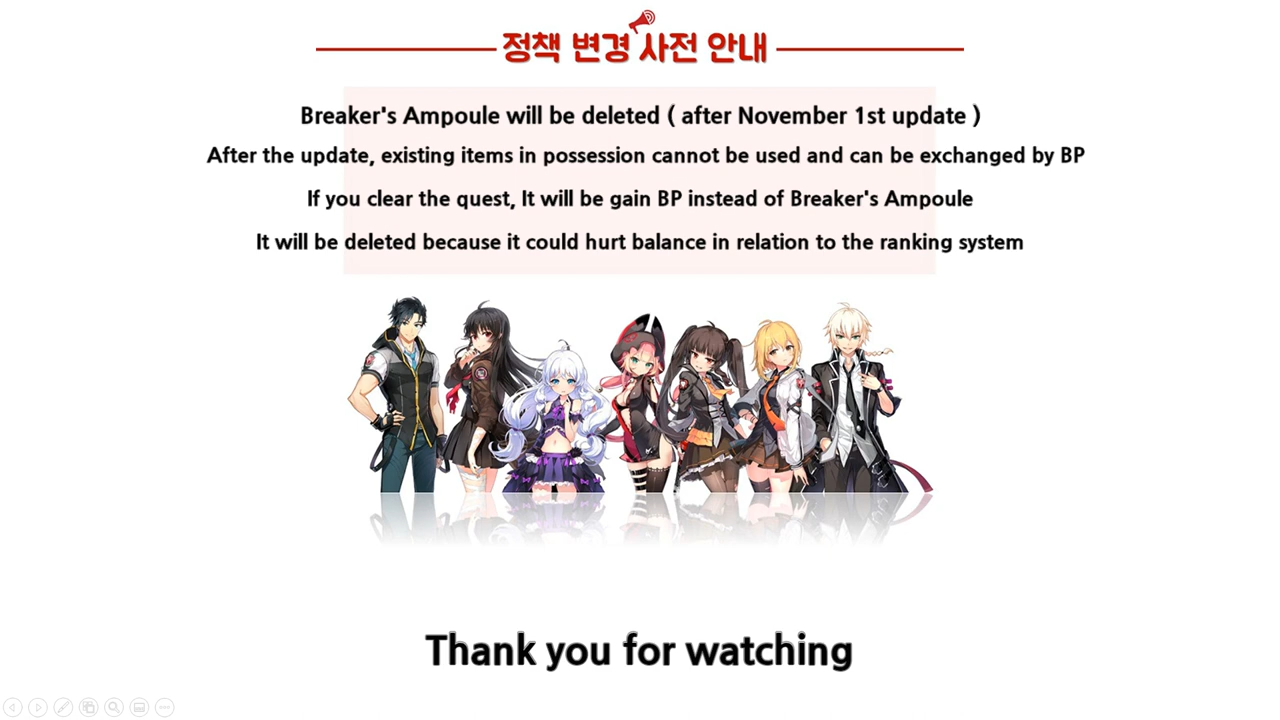 정책 변경 사전 안내
Breaker's Ampoule will be deleted ( after November 1st update )
After the update, existing items in possession cannot be used and can be exchanged by BP
If you clear the quest, It will be gain BP instead of Breaker's Ampoule
It will be deleted because it could hurt balance in relation to the ranking system
Thank you for watching